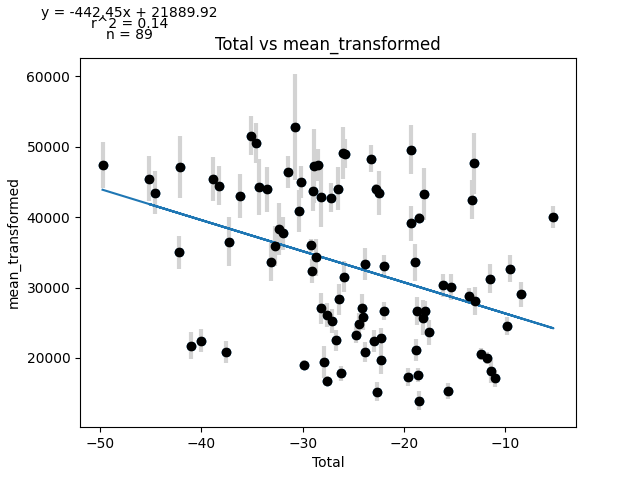 y = -442.45x + 21889.92
r^2 = 0.14
n = 89
Total vs mean_transformed
60000
50000
40000
30000
20000
mean_transformed
−50 −40 −30 −20 −10
Total